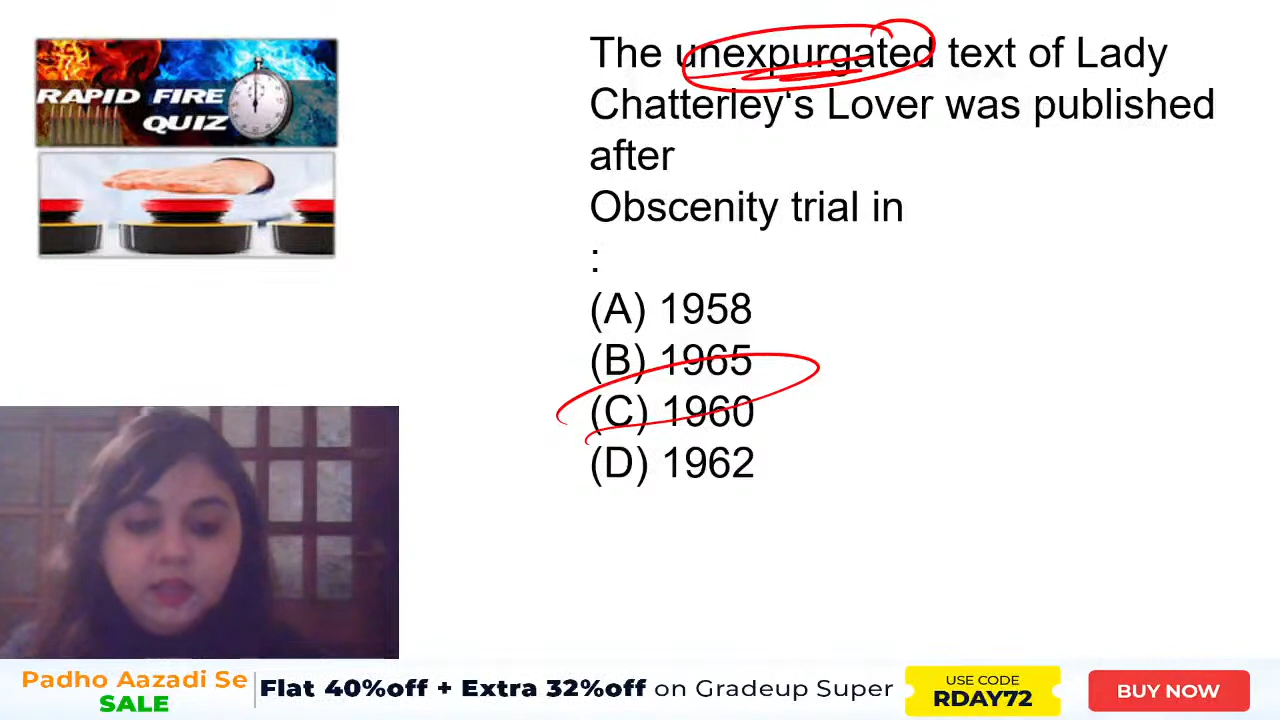 RAPID FIRE
QUIZ
The unexpurgated text of Lady
Chatterley‘s Lover was published
after
Obscenity trial in
:
(A) 1958
(B) 1965
(C) 1960
(D) 1962
Padho Aazadi Se
SALE
Flat 40%off + Extra 32%off on Gradeup Super
USE CODE
RDAY72
BUY NOW